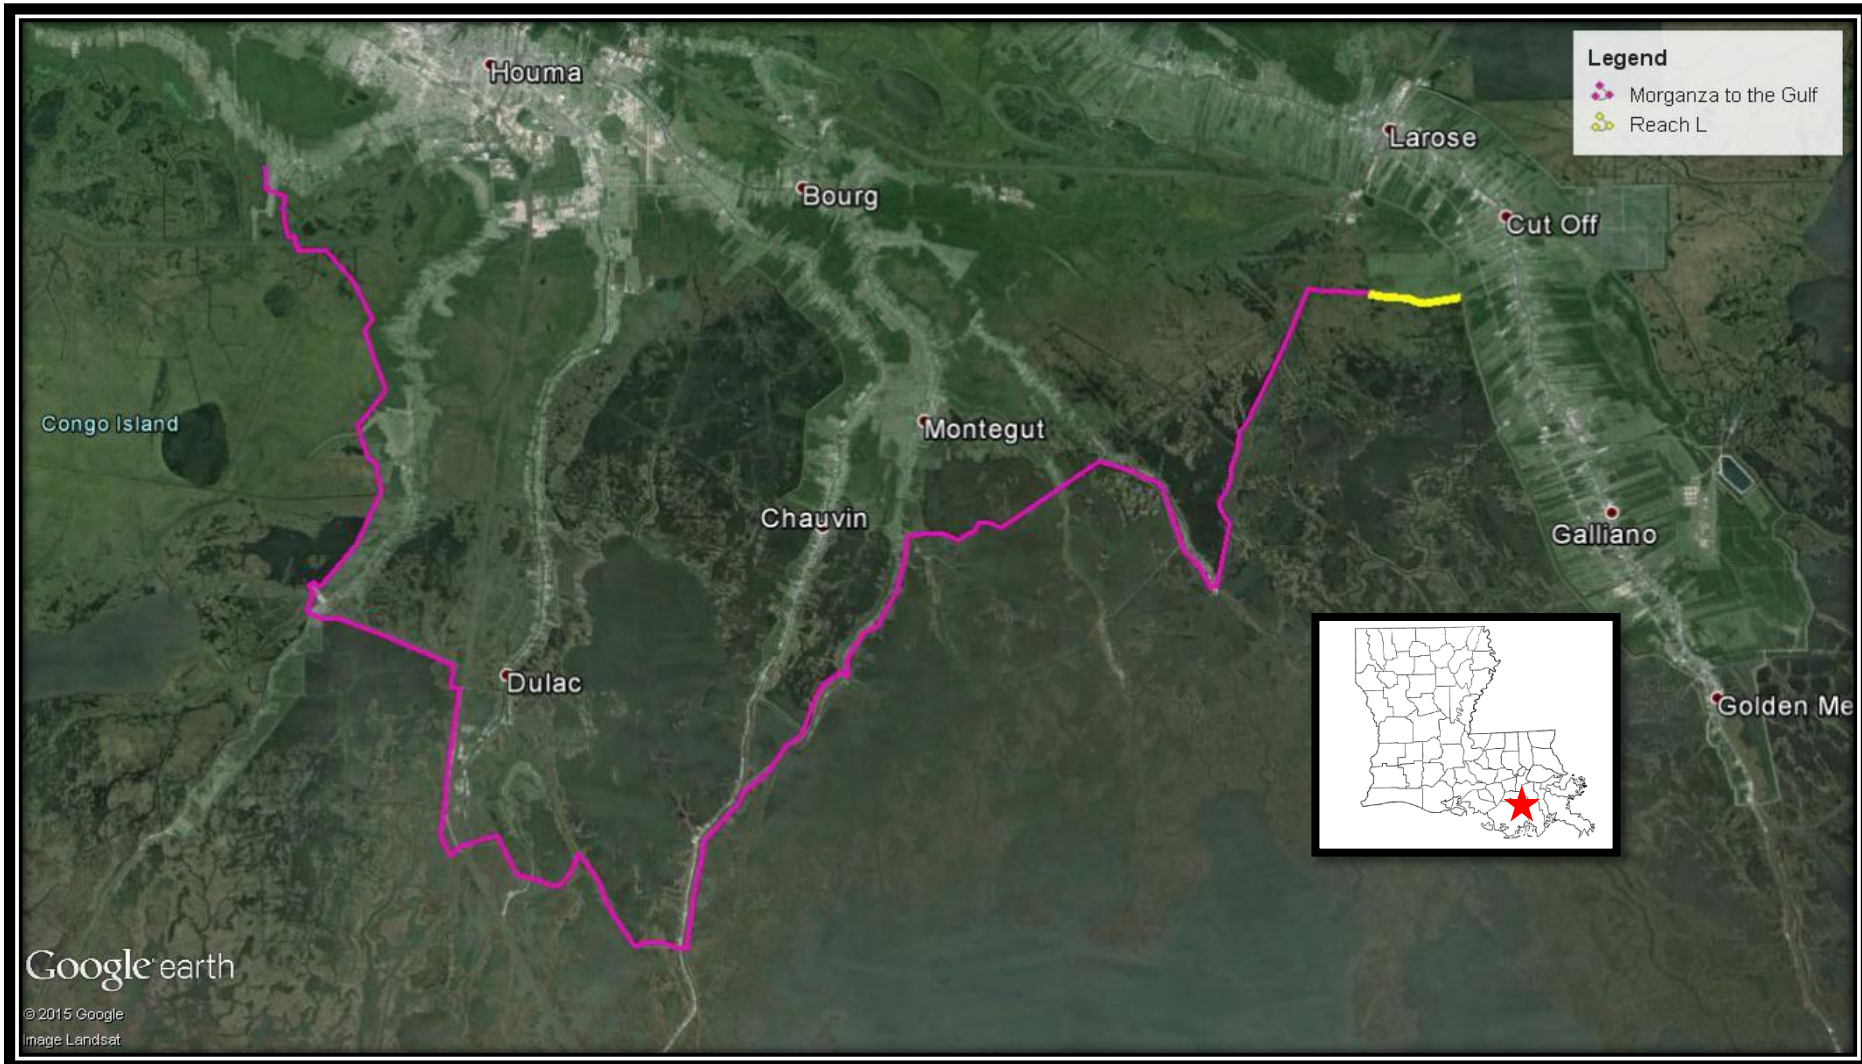 Legend
Morganza to the Gulf
Reach L
Houma
Larose
Bourg
Cut Off
Congo Island
Montegut
Chauvin
Galliano
Dulac
Golden Me
Google earth
© 2015 Google
Image Landsat